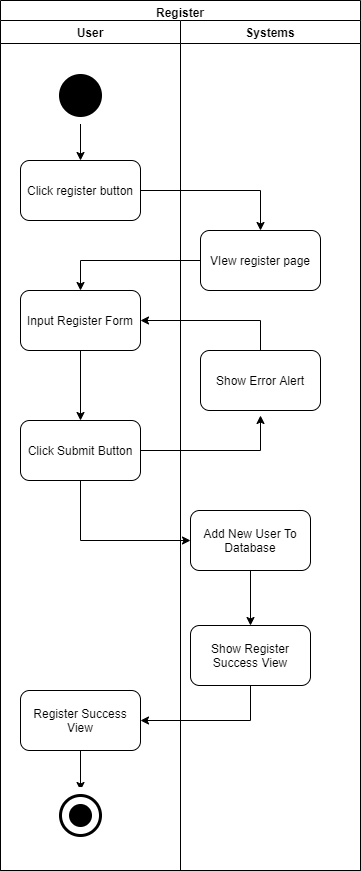 Register
User
Systems
Click register button
VIew register page
Input Register Form
Show Error Alert
Click Submit Button
Add New User To
Database
Show Register
Success View
Register Success
View